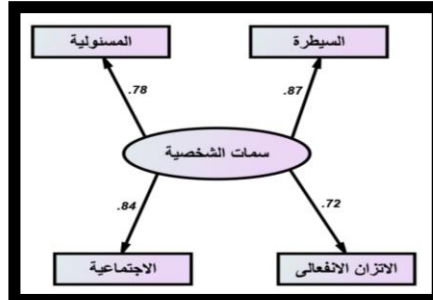 السيطرة
المسئولية
.87
.78
سمات الشخصية
.72
.84
الاتزان الانفعالى
الاجتماعية